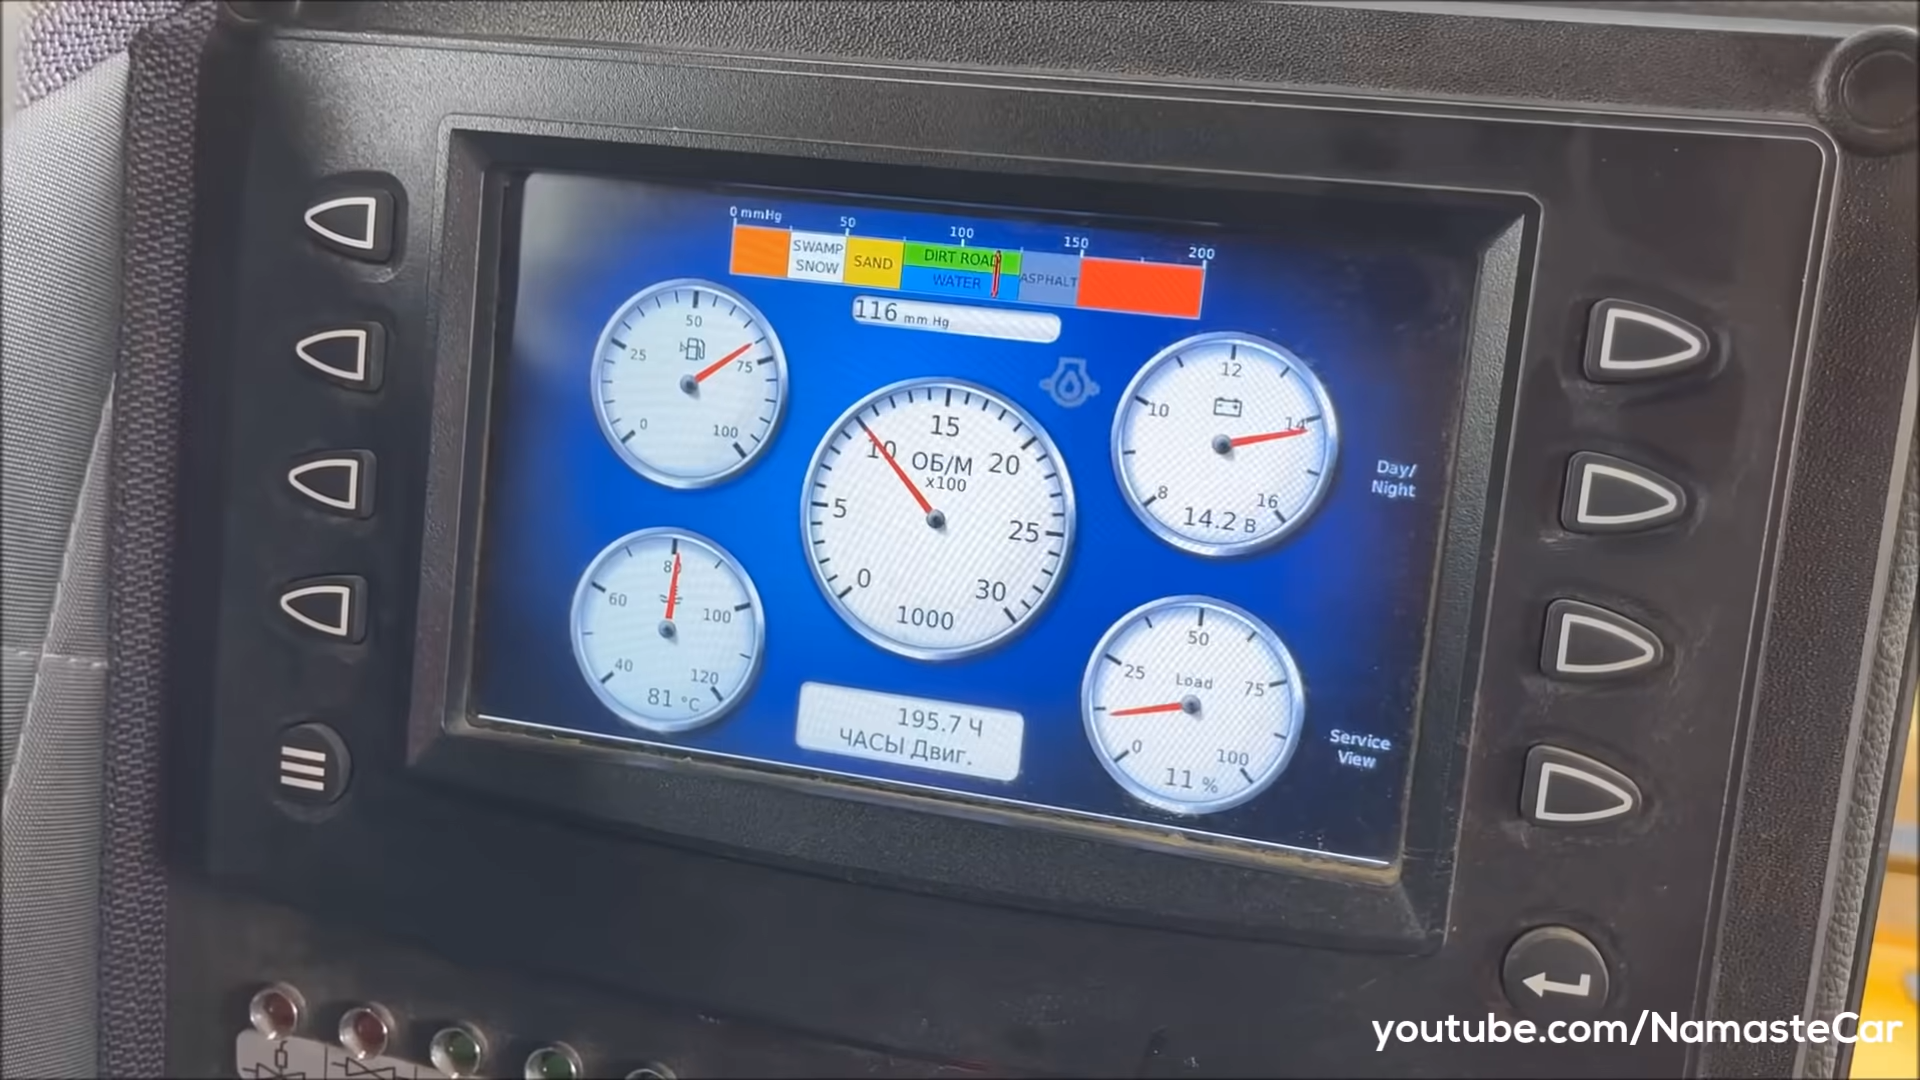 0 mmHg 50 100 150 200
SWAMP
SNOW
SAND
DIRT ROAD
WATER
ASPHALT
116 mm Hg
0 25 50 75 100
8 10 12 14 16
14.2 В
0 5 10 15 20 25 30
ОБ/М
x100
1000
40 60 80 100 120
81 °C
0 25 50 75 100
Load
11 %
195.7 Ч
ЧАСЫ Двиг.
Day/
Night
Service
View
youtube.com/NamasteCar